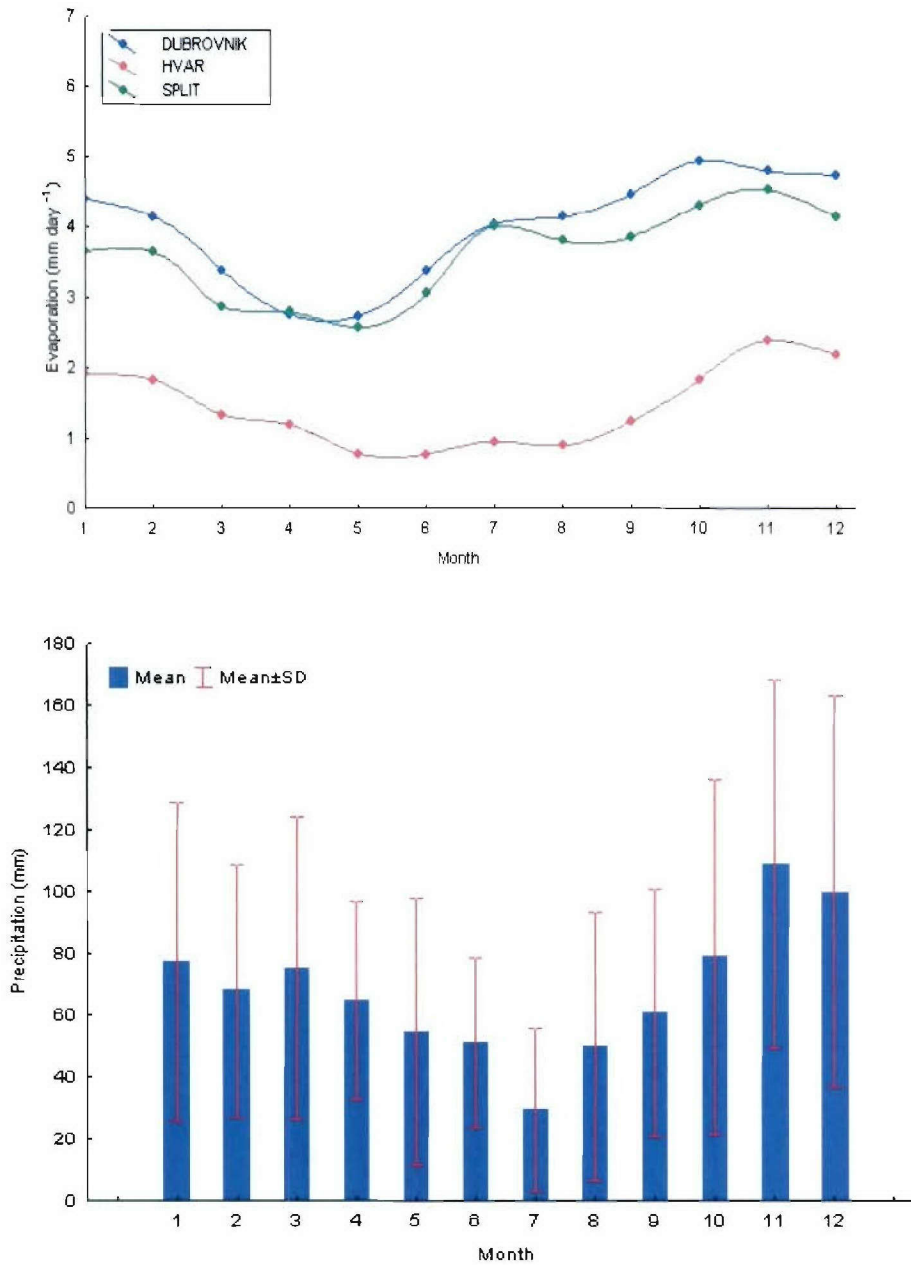 7
6
5
4
3
2
1
0
DUBROVNIK
HVAR
SPLIT
Evaporation (mm day⁻¹)
1 2 3 4 5 6 7 8 9 10 11 12
Month
180
160
140
120
100
80
60
40
20
0
Mean Mean±SD
Precipitation (mm)
1 2 3 4 5 6 7 8 9 10 11 12
Month